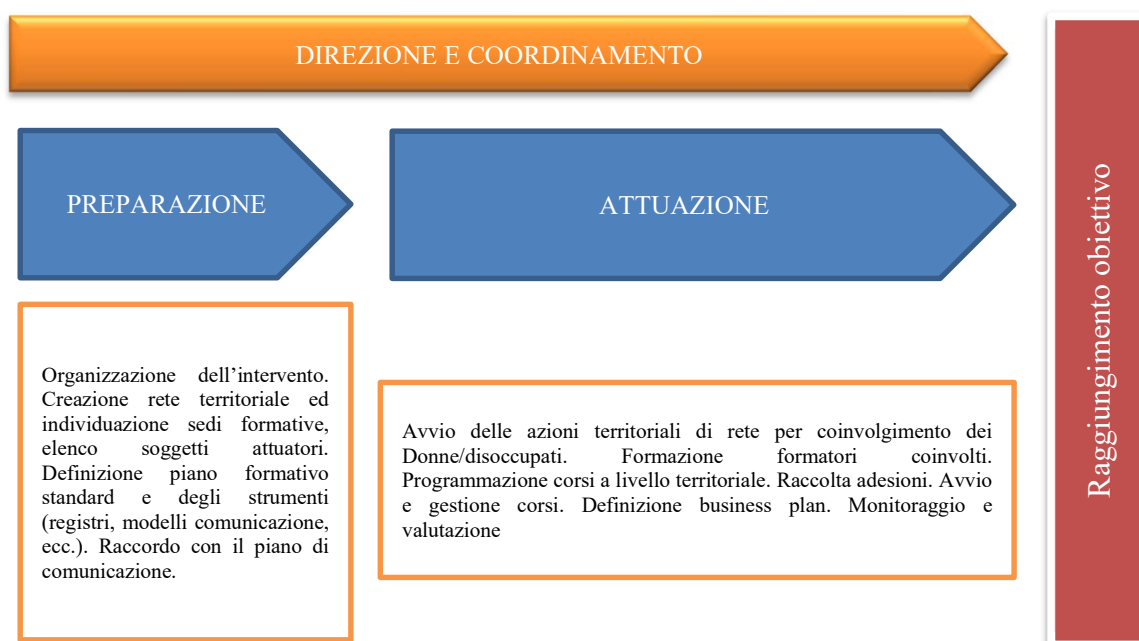 DIREZIONE E COORDINAMENTO
PREPARAZIONE
ATTUAZIONE
Organizzazione dell’intervento.
Creazione rete territoriale ed
individuazione sedi formative,
elenco soggetti attuatori.
Definizione piano formativo
standard e degli strumenti
(registri, modelli comunicazione,
ecc.). Raccordo con il piano di
comunicazione.
Avvio delle azioni territoriali di rete per coinvolgimento dei
Donne/disoccupati. Formazione formatori coinvolti.
Programmazione corsi a livello territoriale. Raccolta adesioni. Avvio
e gestione corsi. Definizione business plan. Monitoraggio e
valutazione
Raggiungimento obiettivo